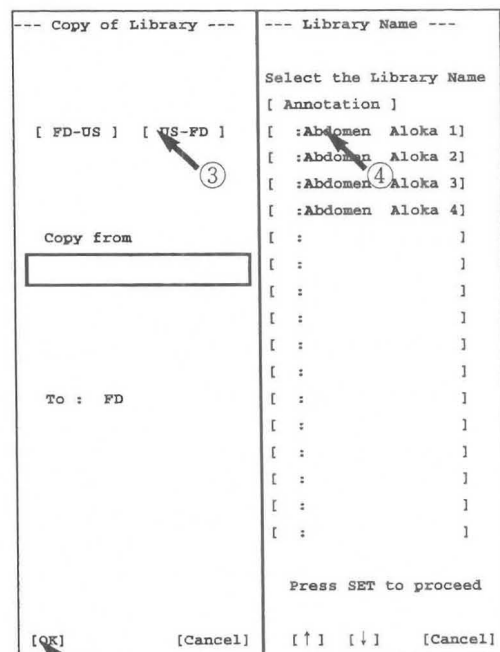 --- Copy of Library ---
[ FD-US ] [ US-FD ]
③
Copy from
To : FD
[OK] [Cancel]
--- Library Name ---
Select the Library Name
[ Annotation ]
[ :Abdomen Aloka 1]
[ :Abdomen Aloka 2]
④
[ :Abdomen Aloka 3]
[ :Abdomen Aloka 4]
[ : ]
[ : ]
[ : ]
[ : ]
[ : ]
[ : ]
[ : ]
[ : ]
[ : ]
[ : ]
[ : ]
[ : ]
Press SET to proceed
[↑] [↓] [Cancel]